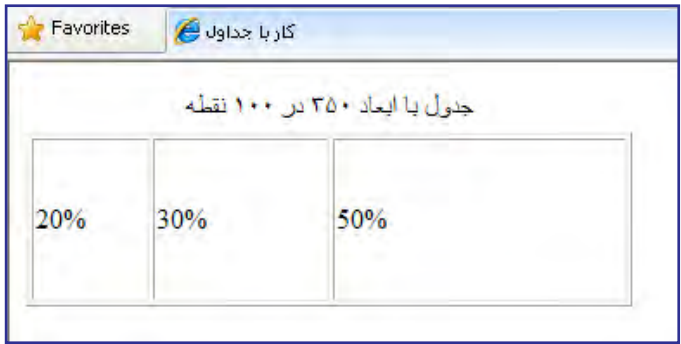 Favorites
کار با جداول
جدول با ابعاد ۳۵۰ در ۱۰۰ نقطه
20% 30% 50%